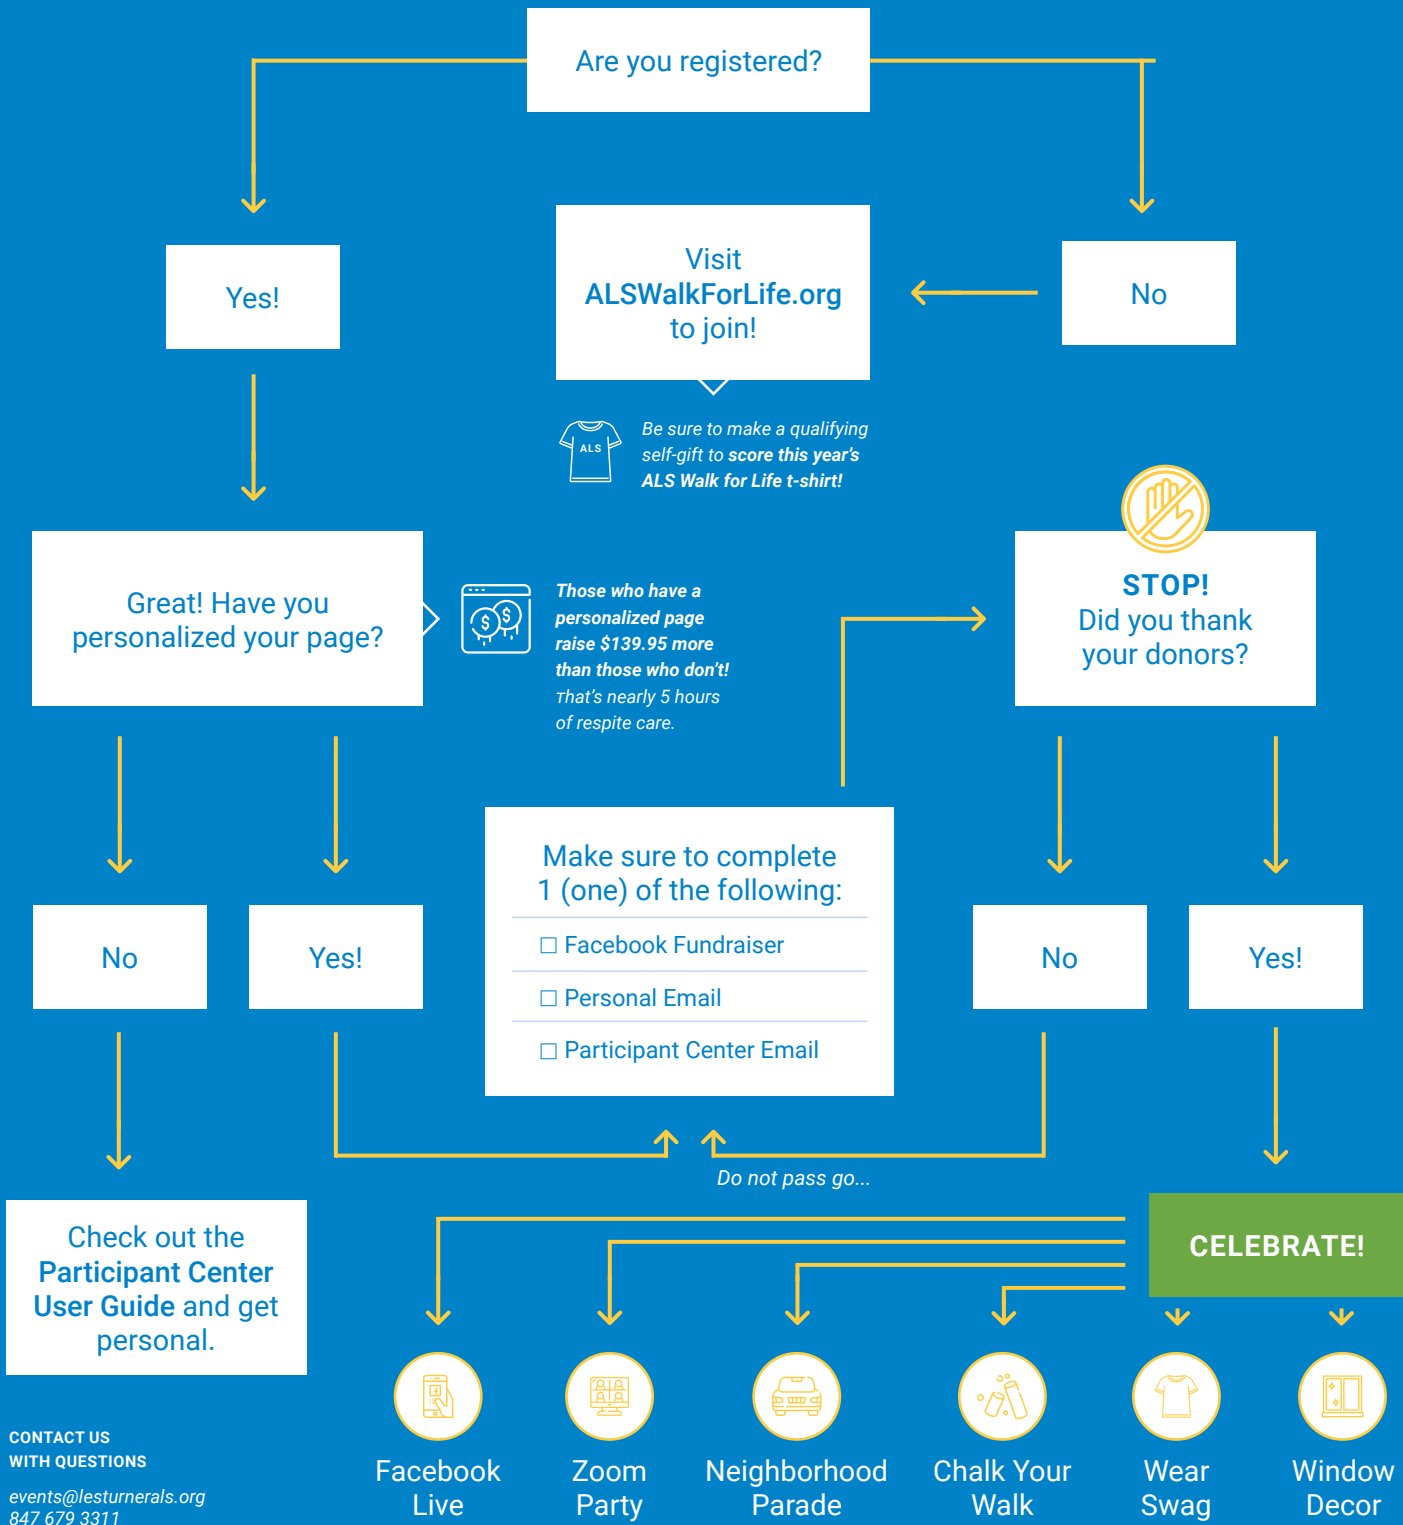 Are you registered?
Yes!
Visit
ALSWalkForLife.org
to join!
No
ALS
Be sure to make a qualifying
self-gift to score this year's
ALS Walk for Life t-shirt!
Great! Have you
personalized your page?
$ $
Those who have a
personalized page
raise $139.95 more
than those who don't!
That's nearly 5 hours
of respite care.
STOP!
Did you thank
your donors?
Make sure to complete
1 (one) of the following:
☐ Facebook Fundraiser
☐ Personal Email
☐ Participant Center Email
No
Yes!
No
Yes!
Do not pass go...
Check out the
Participant Center
User Guide and get
personal.
CELEBRATE!
Facebook
Live
Zoom
Party
Neighborhood
Parade
Chalk Your
Walk
Wear
Swag
Window
Decor
CONTACT US
WITH QUESTIONS
events@lesturnerals.org
847 679 3311